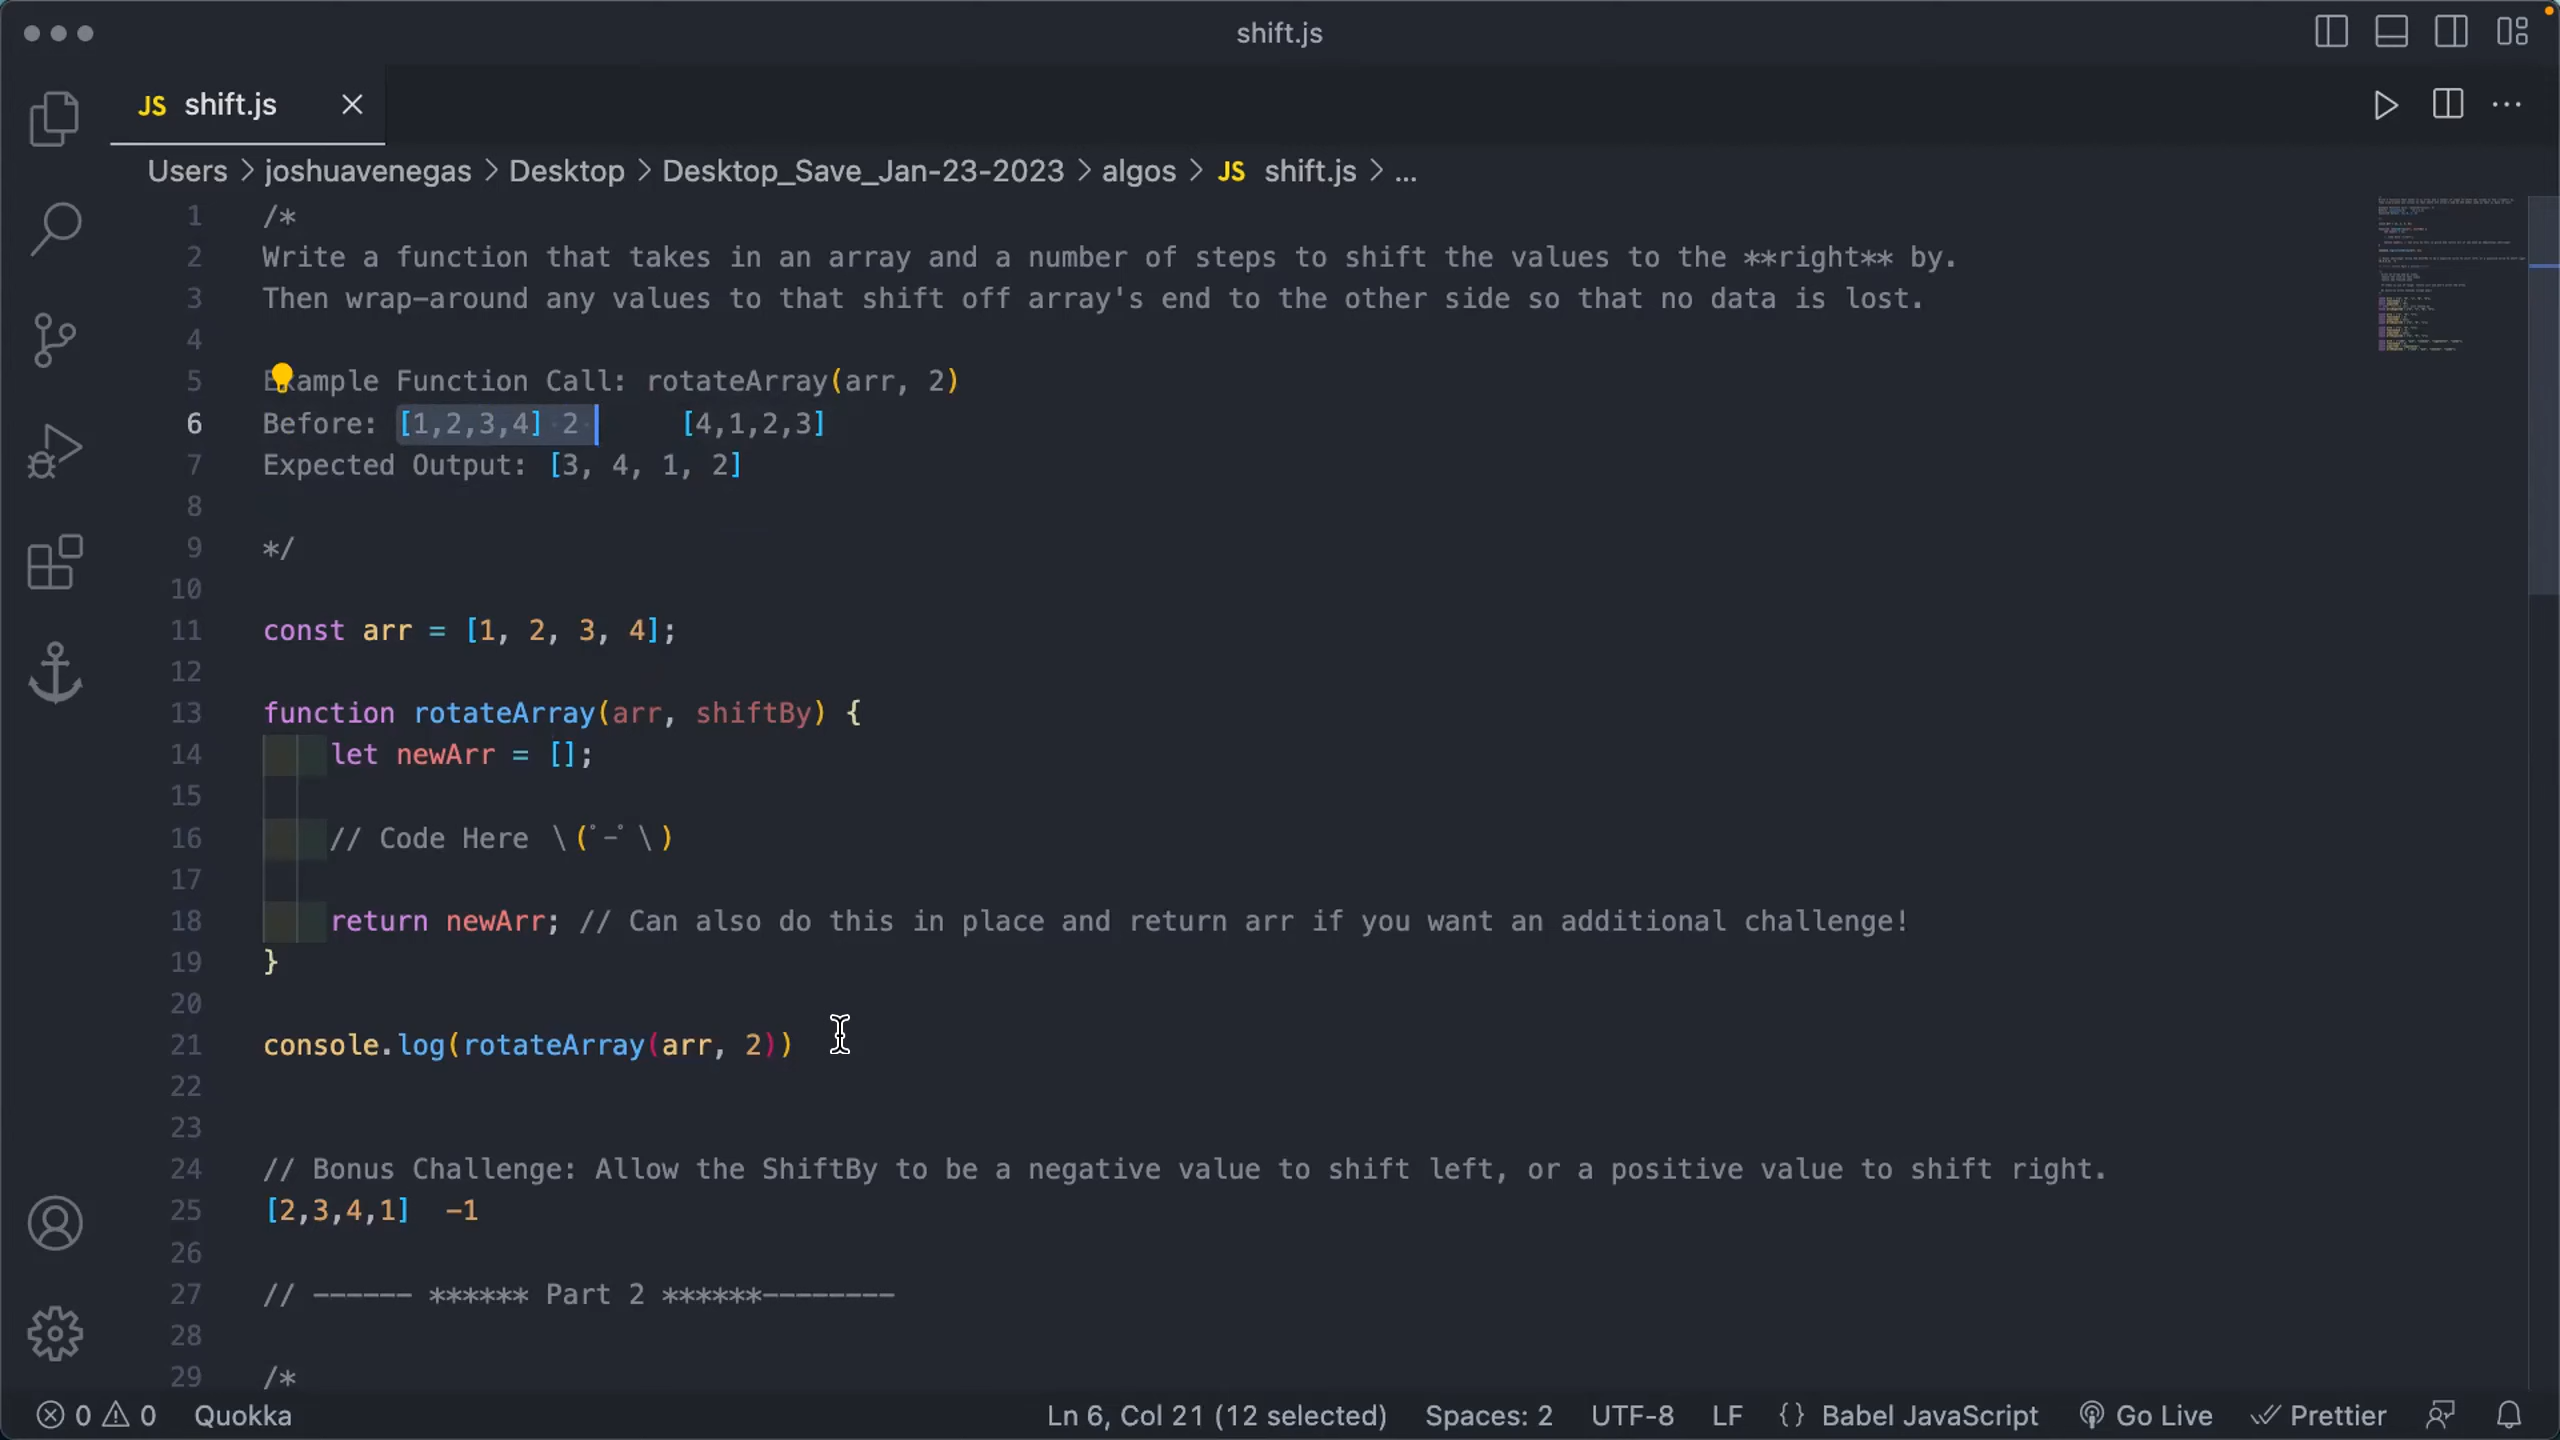 shift.js
JS shift.js
Users > joshuavenegas > Desktop > Desktop_Save_Jan-23-2023 > algos > JS shift.js > ...
1 /*
2 Write a function that takes in an array and a number of steps to shift the values to the **right** by.
3 Then wrap-around any values to that shift off array's end to the other side so that no data is lost.
4
5 Example Function Call: rotateArray(arr, 2)
6 Before: [1,2,3,4] 2 [4,1,2,3]
7 Expected Output: [3, 4, 1, 2]
8
9 */
10
11 const arr = [1, 2, 3, 4];
12
13 function rotateArray(arr, shiftBy) {
14 let newArr = [];
15
16 // Code Here \(°-° \)
17
18 return newArr; // Can also do this in place and return arr if you want an additional challenge!
19 }
20
21 console.log(rotateArray(arr, 2))
22
23
24 // Bonus Challenge: Allow the ShiftBy to be a negative value to shift left, or a positive value to shift right.
25 [2,3,4,1] -1
26
27 // ------ ****** Part 2 ******--------
28
29 /*
0 0 Quokka Ln 6, Col 21 (12 selected) Spaces: 2 UTF-8 LF {} Babel JavaScript Go Live Prettier